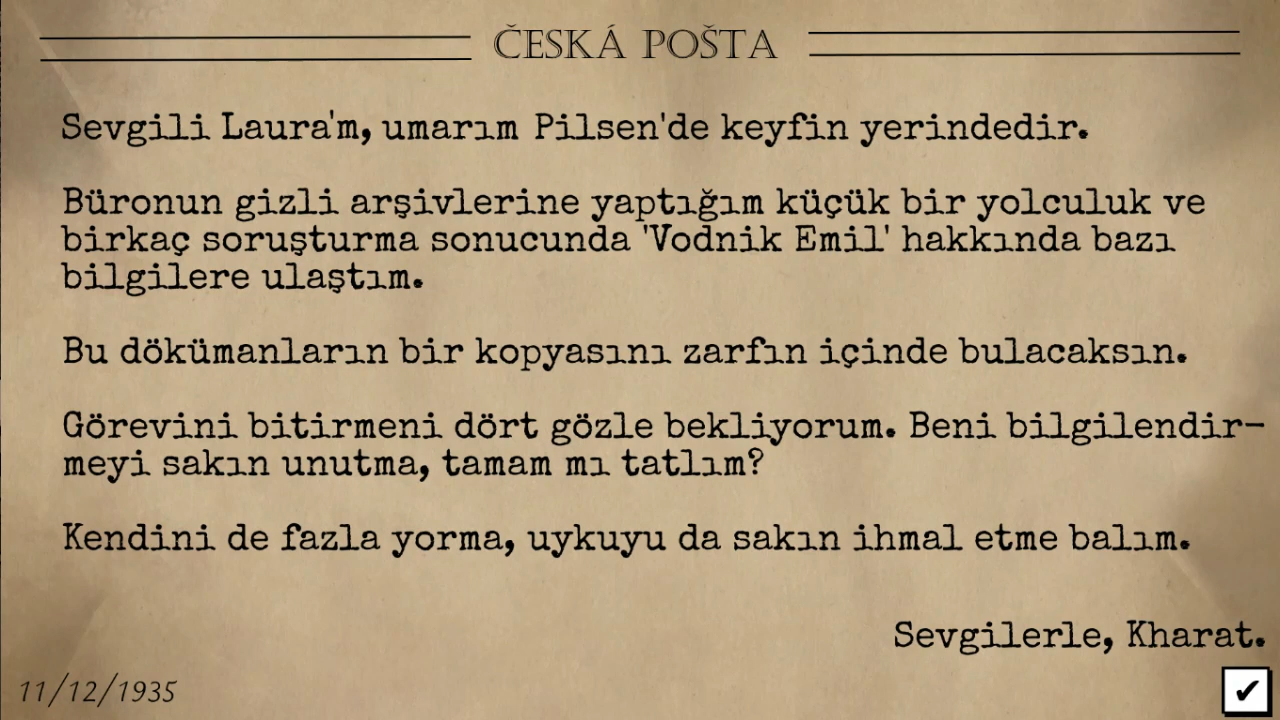 ČESKÁ POŠTA
Sevgili Laura'm, umarım Pilsen'de keyfin yerindedir.
Büronun gizli arşivlerine yaptığım küçük bir yolculuk ve
birkaç soruşturma sonucunda 'Vodnik Emil' hakkında bazı
bilgilere ulaştım.
Bu dökümanların bir kopyasını zarfın içinde bulacaksın.
Görevini bitirmeni dört gözle bekliyorum. Beni bilgilendir-
meyi sakın unutma, tamam mı tatlım?
Kendini de fazla yorma, uykuyu da sakın ihmal etme balım.
Sevgilerle, Kharat.
11/12/1935